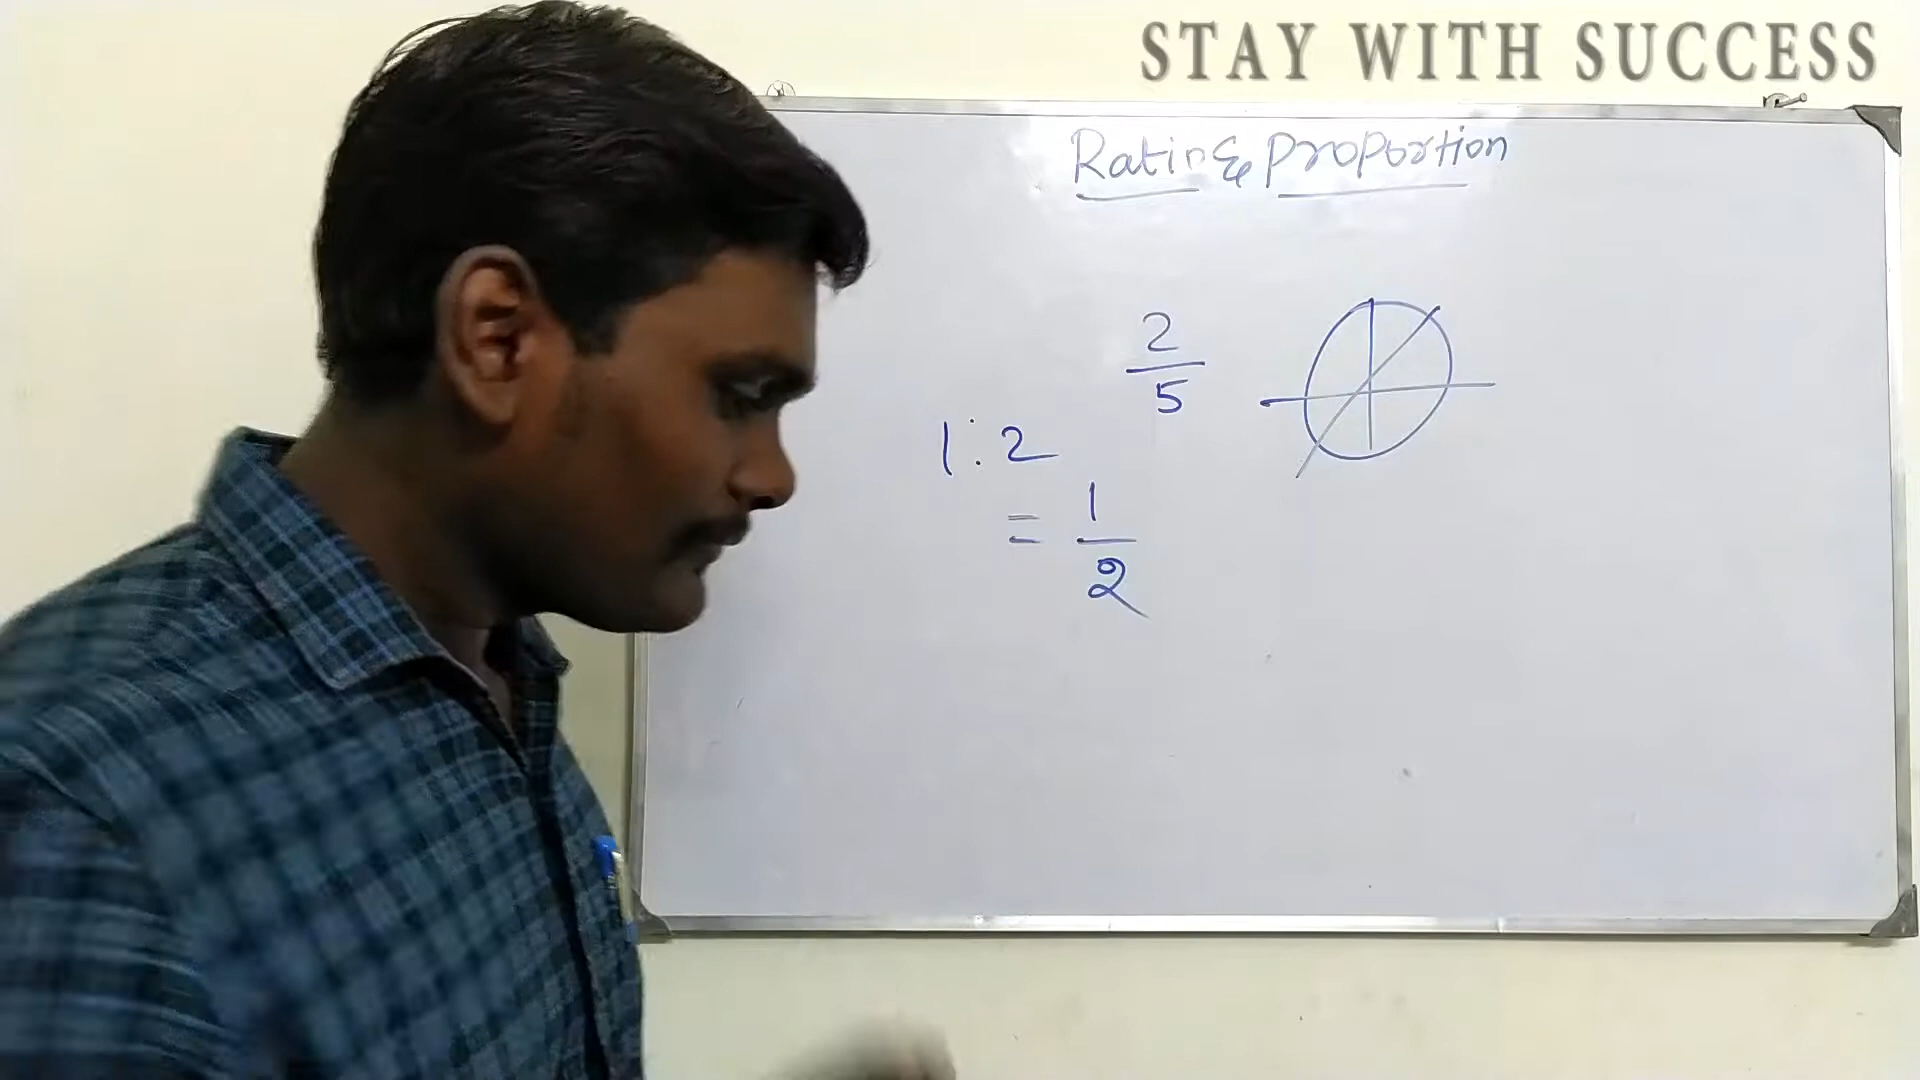 STAY WITH SUCCESS
Ratio & Proportion
2
5
1:2
= 1
2